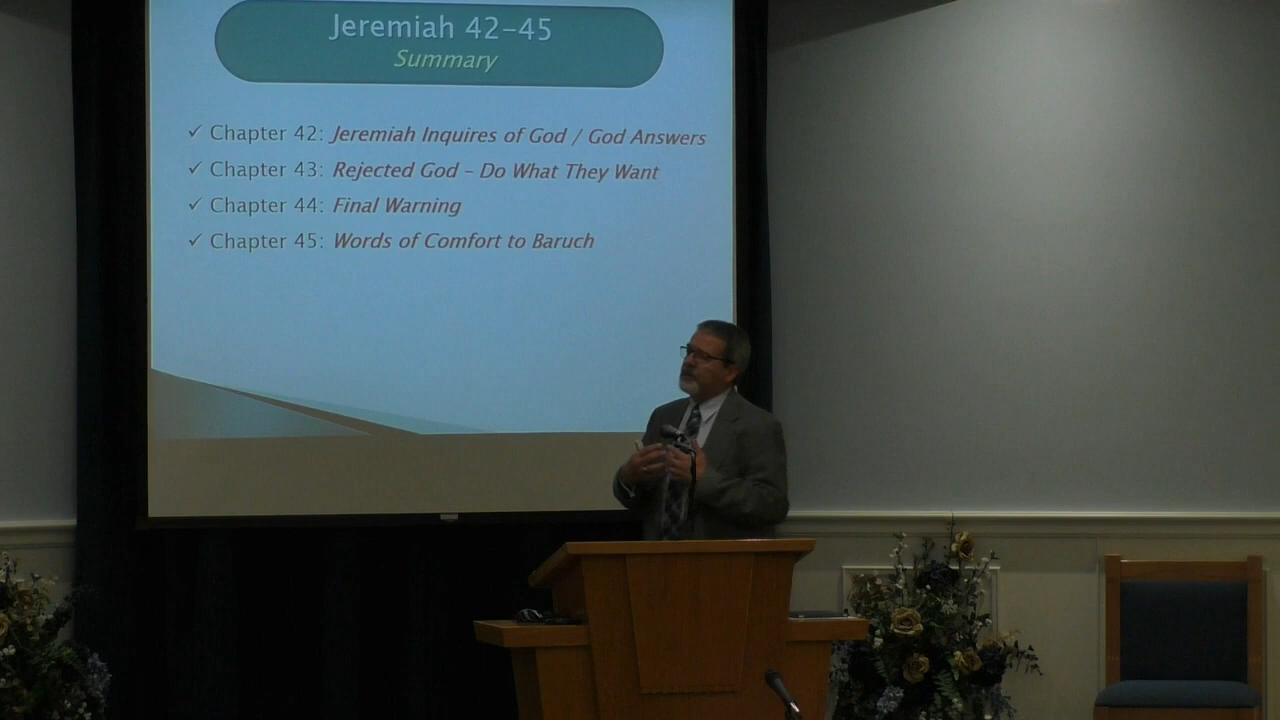 Jeremiah 42-45
Summary
✓ Chapter 42: Jeremiah Inquires of God / God Answers
✓ Chapter 43: Rejected God - Do What They Want
✓ Chapter 44: Final Warning
✓ Chapter 45: Words of Comfort to Baruch